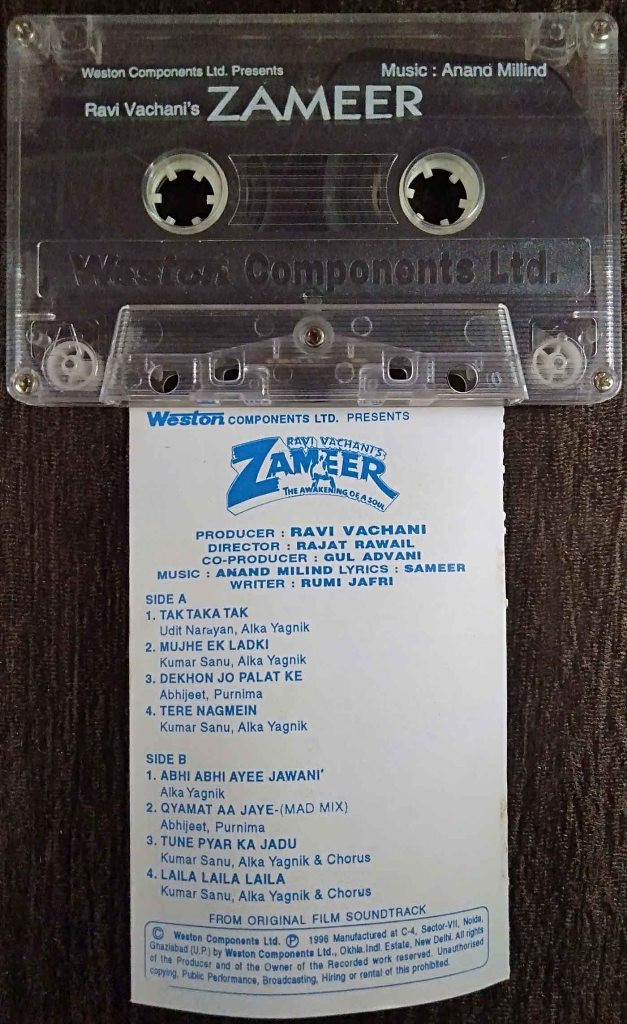 Weston Components Ltd. Presents
Music : Anand Millind
Ravi Vachani's ZAMEER
Weston Components Ltd.
Weston COMPONENTS LTD. PRESENTS
RAVI VACHANI'S
ZAMEER
THE AWAKENING OF A SOUL
PRODUCER : RAVI VACHANI
DIRECTOR : RAJAT RAWAIL
CO-PRODUCER : GUL ADVANI
MUSIC : ANAND MILIND LYRICS : SAMEER
WRITER : RUMI JAFRI
SIDE A
1. TAK TAKA TAK
Udit Narayan, Alka Yagnik
2. MUJHE EK LADKI
Kumar Sanu, Alka Yagnik
3. DEKHON JO PALAT KE
Abhijeet, Purnima
4. TERE NAGMEIN
Kumar Sanu, Alka Yagnik
SIDE B
1. ABHI ABHI AYEE JAWANI'
Alka Yagnik
2. QYAMAT AA JAYE-(MAD MIX)
Abhijeet, Purnima
3. TUNE PYAR KA JADU
Kumar Sanu, Alka Yagnik & Chorus
4. LAILA LAILA LAILA
Kumar Sanu, Alka Yagnik & Chorus
FROM ORIGINAL FILM SOUNDTRACK
© Weston Components Ltd. ℗ 1996 Manufactured at C-4, Sector-VII, Noida,
Ghaziabad (U.P.) by Weston Components Ltd., Okhla.Indl. Estate, New Delhi. All rights
of the Producer and of the Owner of the Recorded work reserved. Unauthorised
copying, Public Performance, Broadcasting, Hiring or rental of this prohibited.